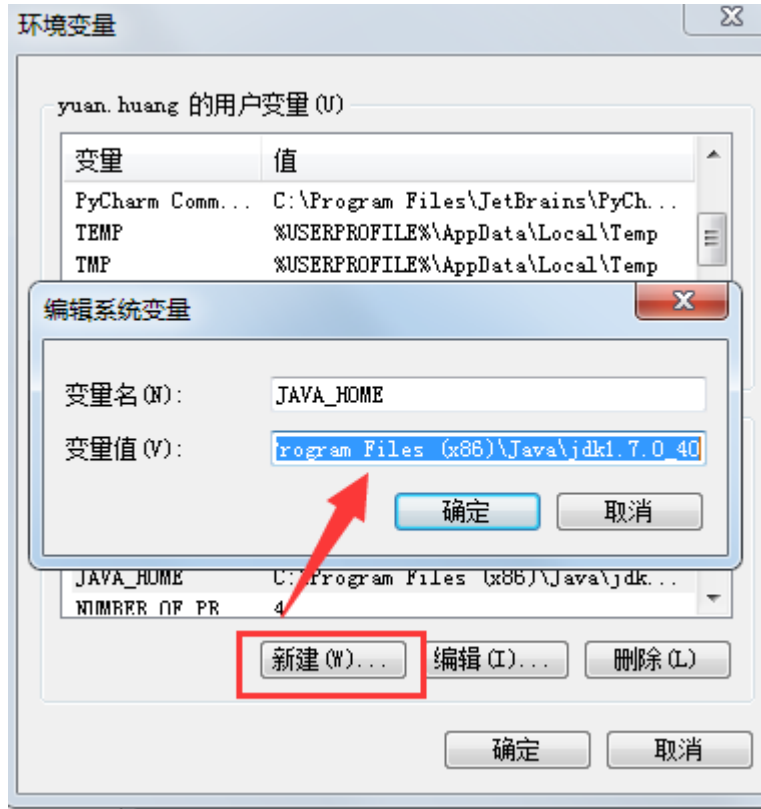 环境变量
yuan.huang 的用户变量(U)
变量 值
PyCharm Comm... C:\Program Files\JetBrains\PyCh...
TEMP %USERPROFILE%\AppData\Local\Temp
TMP %USERPROFILE%\AppData\Local\Temp
编辑系统变量
变量名(N): JAVA_HOME
变量值(V): rogram Files (x86)\Java\jdk1.7.0_40
确定 取消
JAVA_HOME C:\Program Files (x86)\Java\jdk...
NUMBER OF PR 4
新建(W)... 编辑(I)... 删除(L)
确定 取消